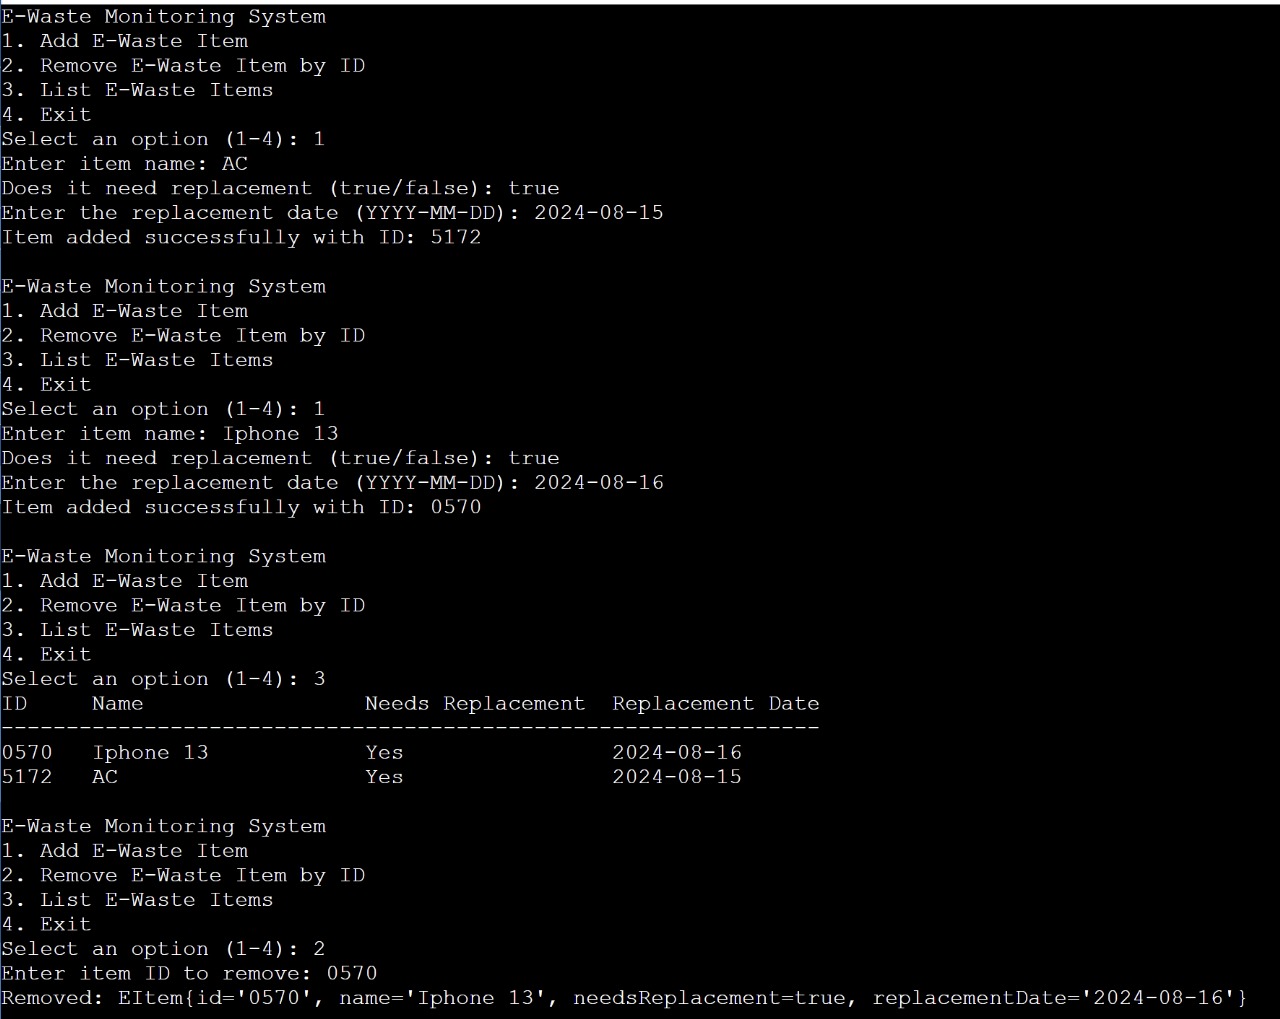 E-Waste Monitoring System
1. Add E-Waste Item
2. Remove E-Waste Item by ID
3. List E-Waste Items
4. Exit
Select an option (1-4): 1
Enter item name: AC
Does it need replacement (true/false): true
Enter the replacement date (YYYY-MM-DD): 2024-08-15
Item added successfully with ID: 5172

E-Waste Monitoring System
1. Add E-Waste Item
2. Remove E-Waste Item by ID
3. List E-Waste Items
4. Exit
Select an option (1-4): 1
Enter item name: Iphone 13
Does it need replacement (true/false): true
Enter the replacement date (YYYY-MM-DD): 2024-08-16
Item added successfully with ID: 0570

E-Waste Monitoring System
1. Add E-Waste Item
2. Remove E-Waste Item by ID
3. List E-Waste Items
4. Exit
Select an option (1-4): 3
ID     Name                 Needs Replacement  Replacement Date
---------------------------------------------------------------
0570   Iphone 13            Yes                2024-08-16
5172   AC                   Yes                2024-08-15

E-Waste Monitoring System
1. Add E-Waste Item
2. Remove E-Waste Item by ID
3. List E-Waste Items
4. Exit
Select an option (1-4): 2
Enter item ID to remove: 0570
Removed: EItem{id='0570', name='Iphone 13', needsReplacement=true, replacementDate='2024-08-16'}